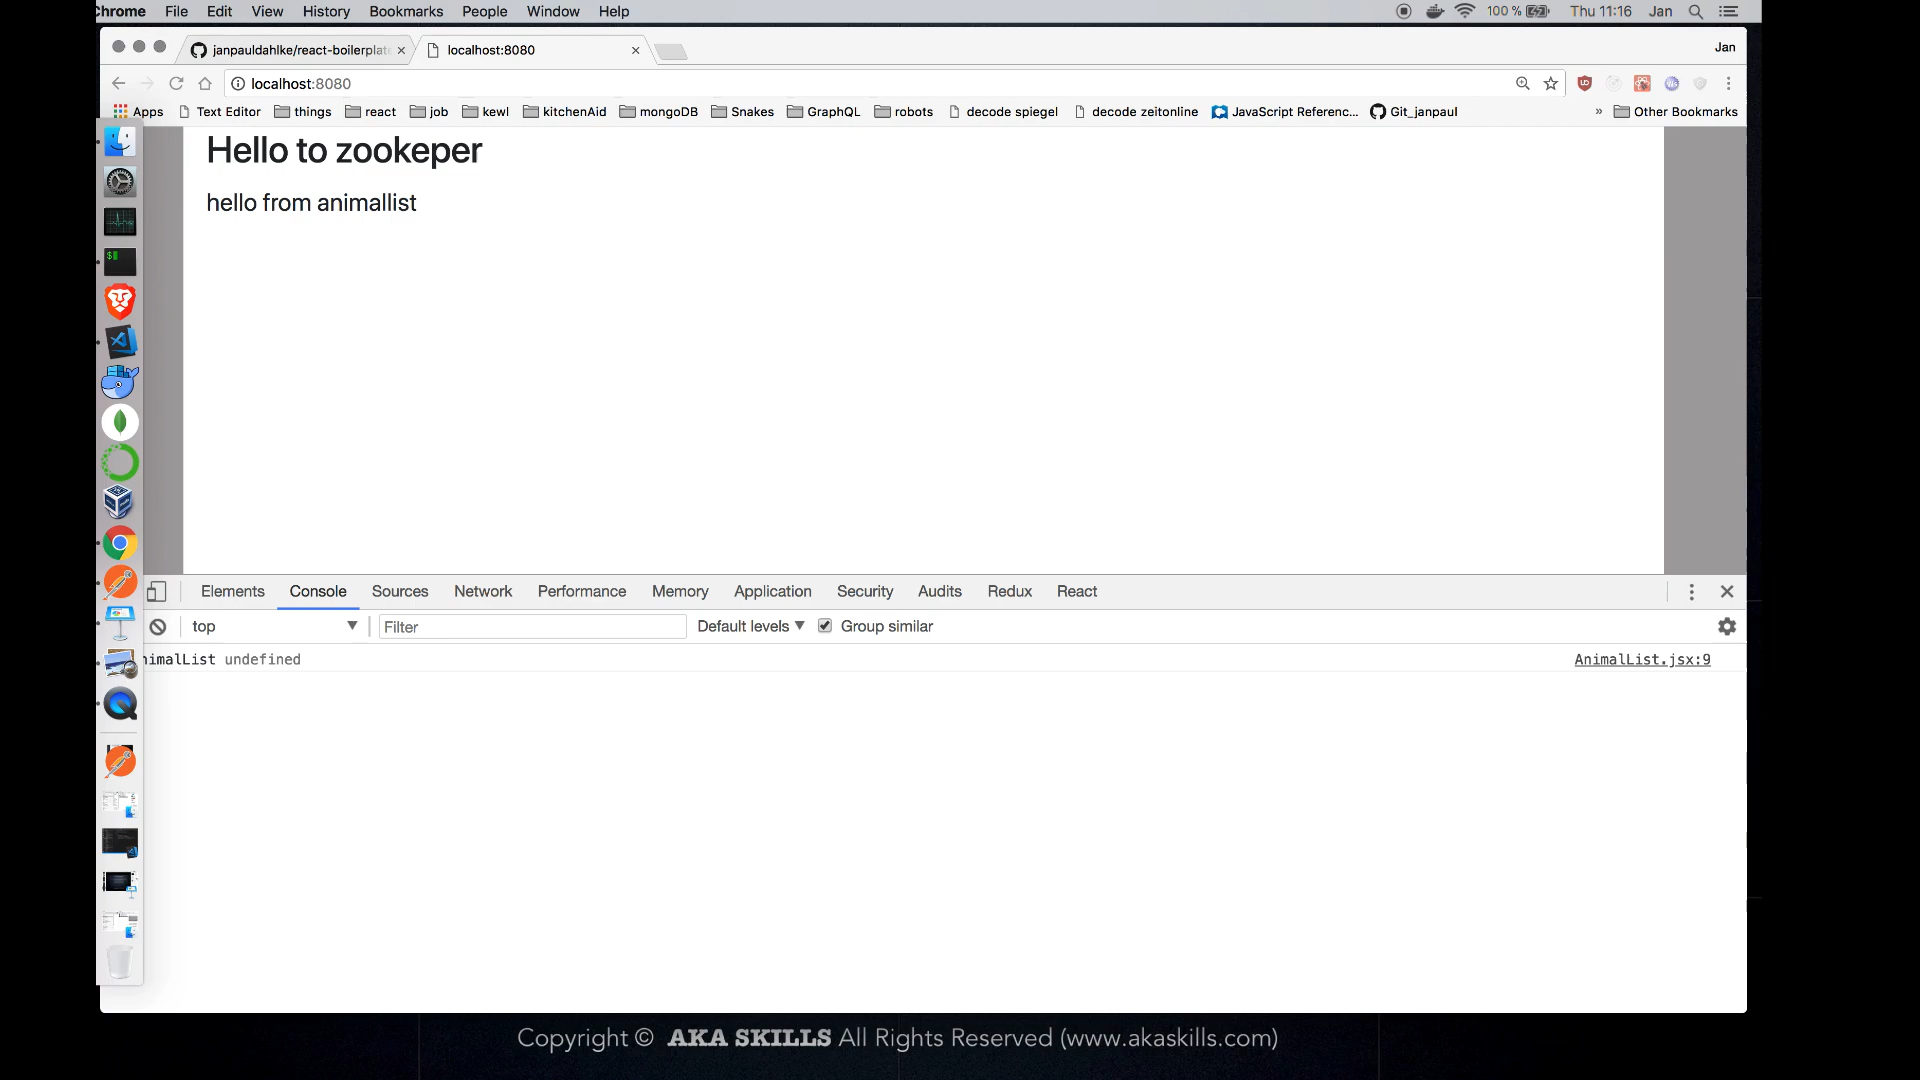 Chrome File Edit View History Bookmarks People Window Help 100 % Thu 11:16 Jan
janpauldahlke/react-boilerplate localhost:8080 Jan
localhost:8080
Apps Text Editor things react job kewl kitchenAid mongoDB Snakes GraphQL robots decode spiegel decode zeitonline JavaScript Referenc... Git_janpaul » Other Bookmarks
Hello to zookeper
hello from animallist
Elements Console Sources Network Performance Memory Application Security Audits Redux React
top Filter Default levels Group similar
nimalList undefined AnimalList.jsx:9
Copyright © AKA SKILLS All Rights Reserved (www.akaskills.com)